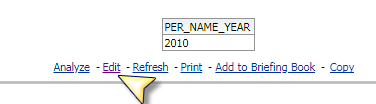 PER_NAME_YEAR
2010
Analyze - Edit - Refresh - Print - Add to Briefing Book - Copy